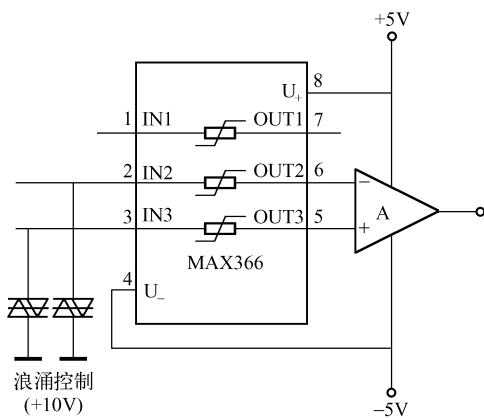 +5V
8
U+
1 IN1 OUT1 7
2 IN2 OUT2 6
− A
3 IN3 OUT3 5
+
MAX366
4
U−
浪涌控制
(+10V)
−5V